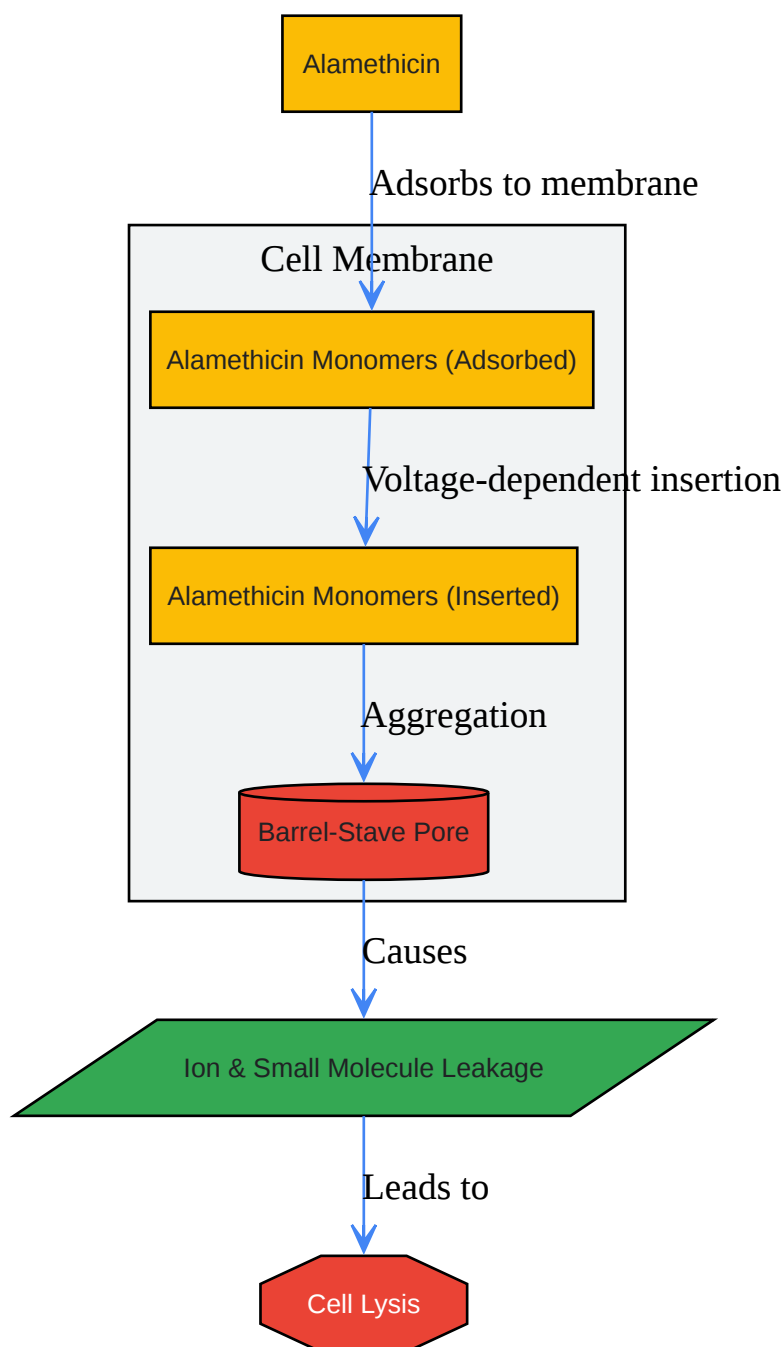 Alamethicin
Adsorbs to membrane
Cell Membrane
Alamethicin Monomers (Adsorbed)
Voltage-dependent insertion
Alamethicin Monomers (Inserted)
Aggregation
Barrel-Stave Pore
Causes
Ion & Small Molecule Leakage
Leads to
Cell Lysis